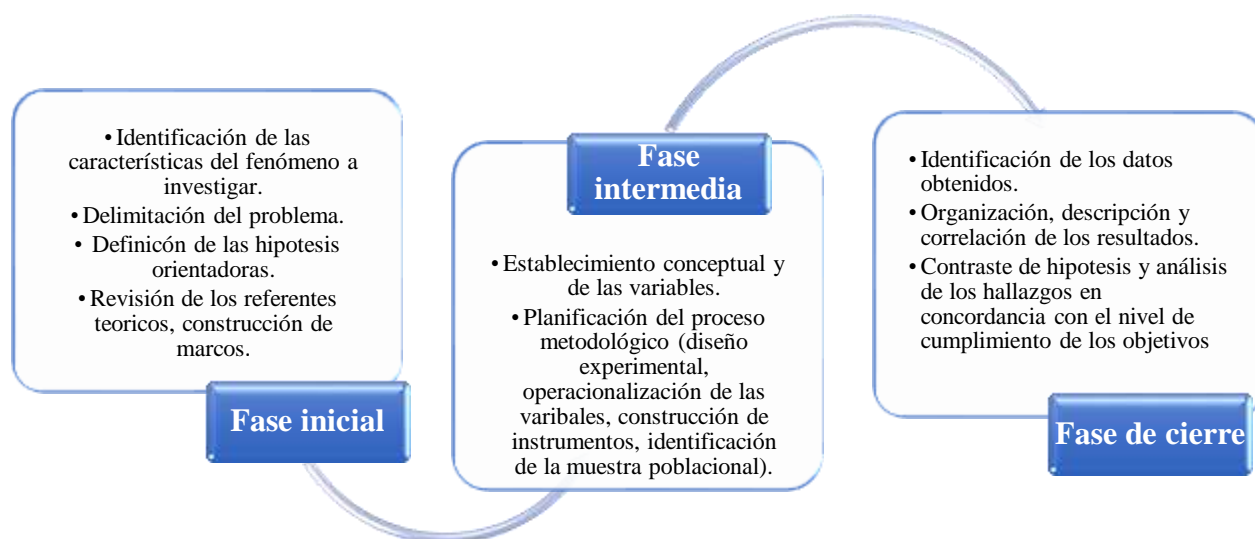 • Identificación de las
características del fenómeno a
investigar.
• Delimitación del problema.
• Definicón de las hipotesis
orientadoras.
• Revisión de los referentes
teoricos, construcción de
marcos.
Fase inicial
Fase
intermedia
• Establecimiento conceptual y
de las variables.
• Planificación del proceso
metodológico (diseño
experimental,
operacionalización de las
varibales, construcción de
instrumentos, identificación
de la muestra poblacional).
• Identificación de los datos
obtenidos.
• Organización, descripción y
correlación de los resultados.
• Contraste de hipotesis y análisis
de los hallazgos en
concordancia con el nivel de
cumplimiento de los objetivos
Fase de cierre